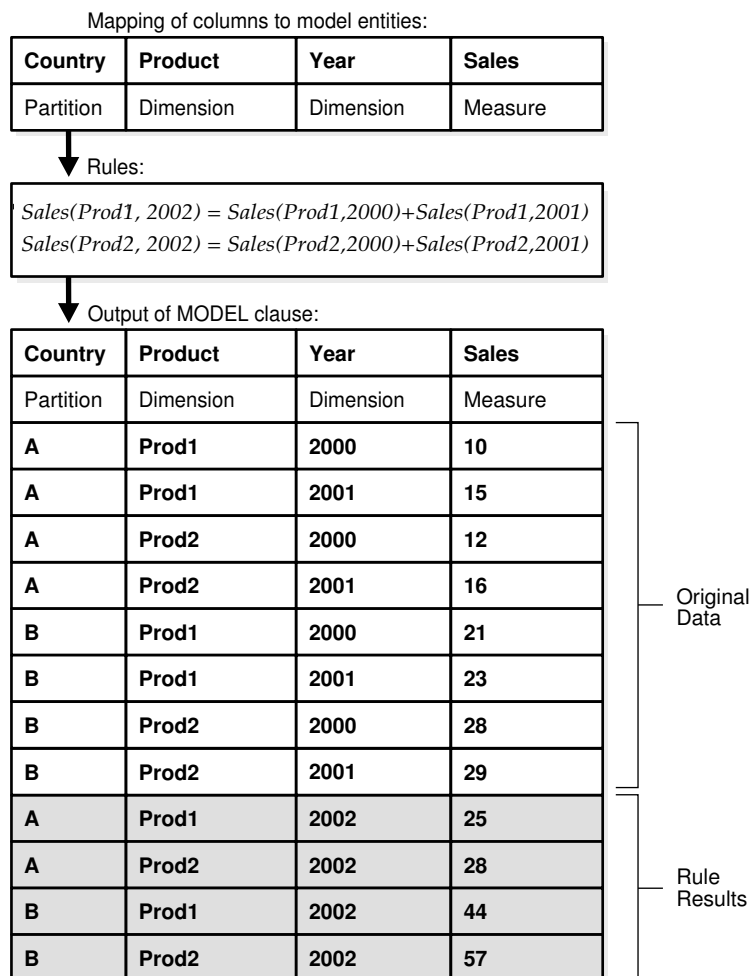 Mapping of columns to model entities:
Country Product Year Sales
Partition Dimension Dimension Measure
Rules:
Sales(Prod1, 2002) = Sales(Prod1,2000)+Sales(Prod1,2001)
Sales(Prod2, 2002) = Sales(Prod2,2000)+Sales(Prod2,2001)
Output of MODEL clause:
Country Product Year Sales
Partition Dimension Dimension Measure
A Prod1 2000 10
A Prod1 2001 15
A Prod2 2000 12
A Prod2 2001 16
B Prod1 2000 21
B Prod1 2001 23
B Prod2 2000 28
B Prod2 2001 29
Original
Data
A Prod1 2002 25
A Prod2 2002 28
B Prod1 2002 44
B Prod2 2002 57
Rule
Results